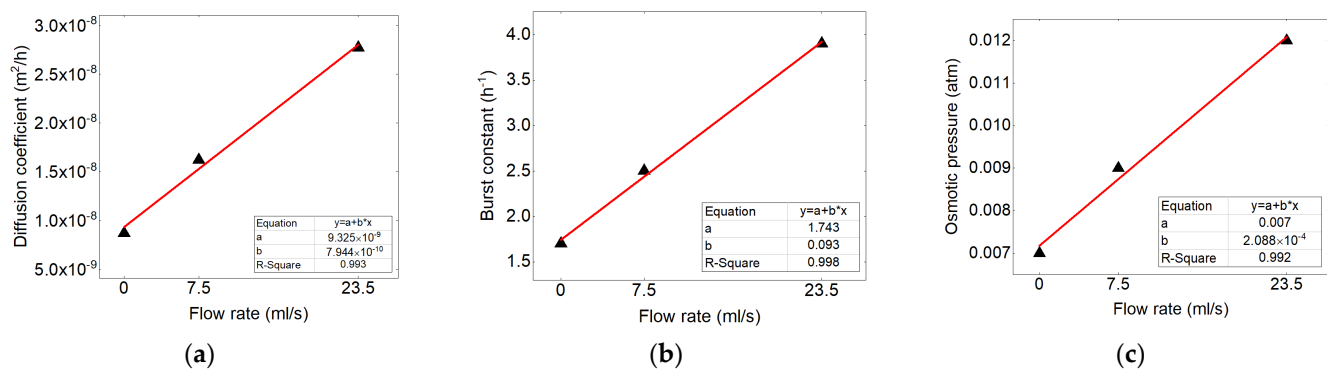 3.0x10⁻⁸
2.5x10⁻⁸
2.0x10⁻⁸
1.5x10⁻⁸
1.0x10⁻⁸
5.0x10⁻⁹
Diffusion coefficient (m²/h)
Equation y=a+b*x
a 9.325×10⁻⁹
b 7.944×10⁻¹⁰
R-Square 0.993
0 7.5 23.5
Flow rate (ml/s)
(a)
4.0
3.5
3.0
2.5
2.0
1.5
Burst constant (h⁻¹)
Equation y=a+b*x
a 1.743
b 0.093
R-Square 0.998
0 7.5 23.5
Flow rate (ml/s)
(b)
0.012
0.011
0.010
0.009
0.008
0.007
Osmotic pressure (atm)
Equation y=a+b*x
a 0.007
b 2.088×10⁻⁴
R-Square 0.992
0 7.5 23.5
Flow rate (ml/s)
(c)